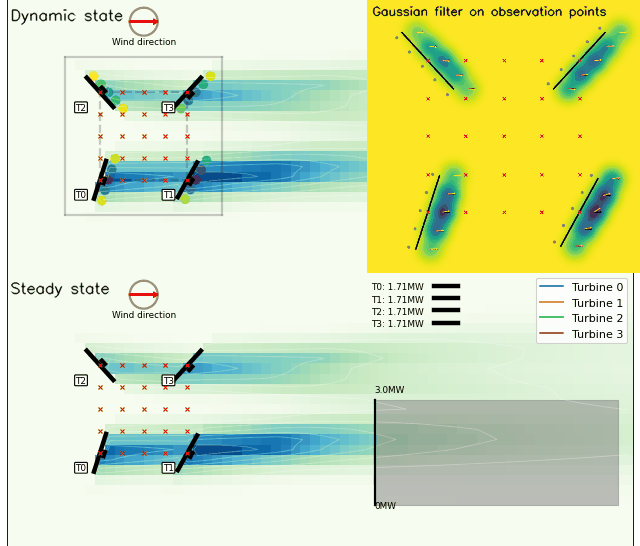 Dynamic state
Wind direction
T2
T3
T0
T1
Gaussian filter on observation points
Steady state
Wind direction
T2
T3
T0
T1
T0: 1.71MW
T1: 1.71MW
T2: 1.71MW
T3: 1.71MW
Turbine 0
Turbine 1
Turbine 2
Turbine 3
3.0MW
0MW